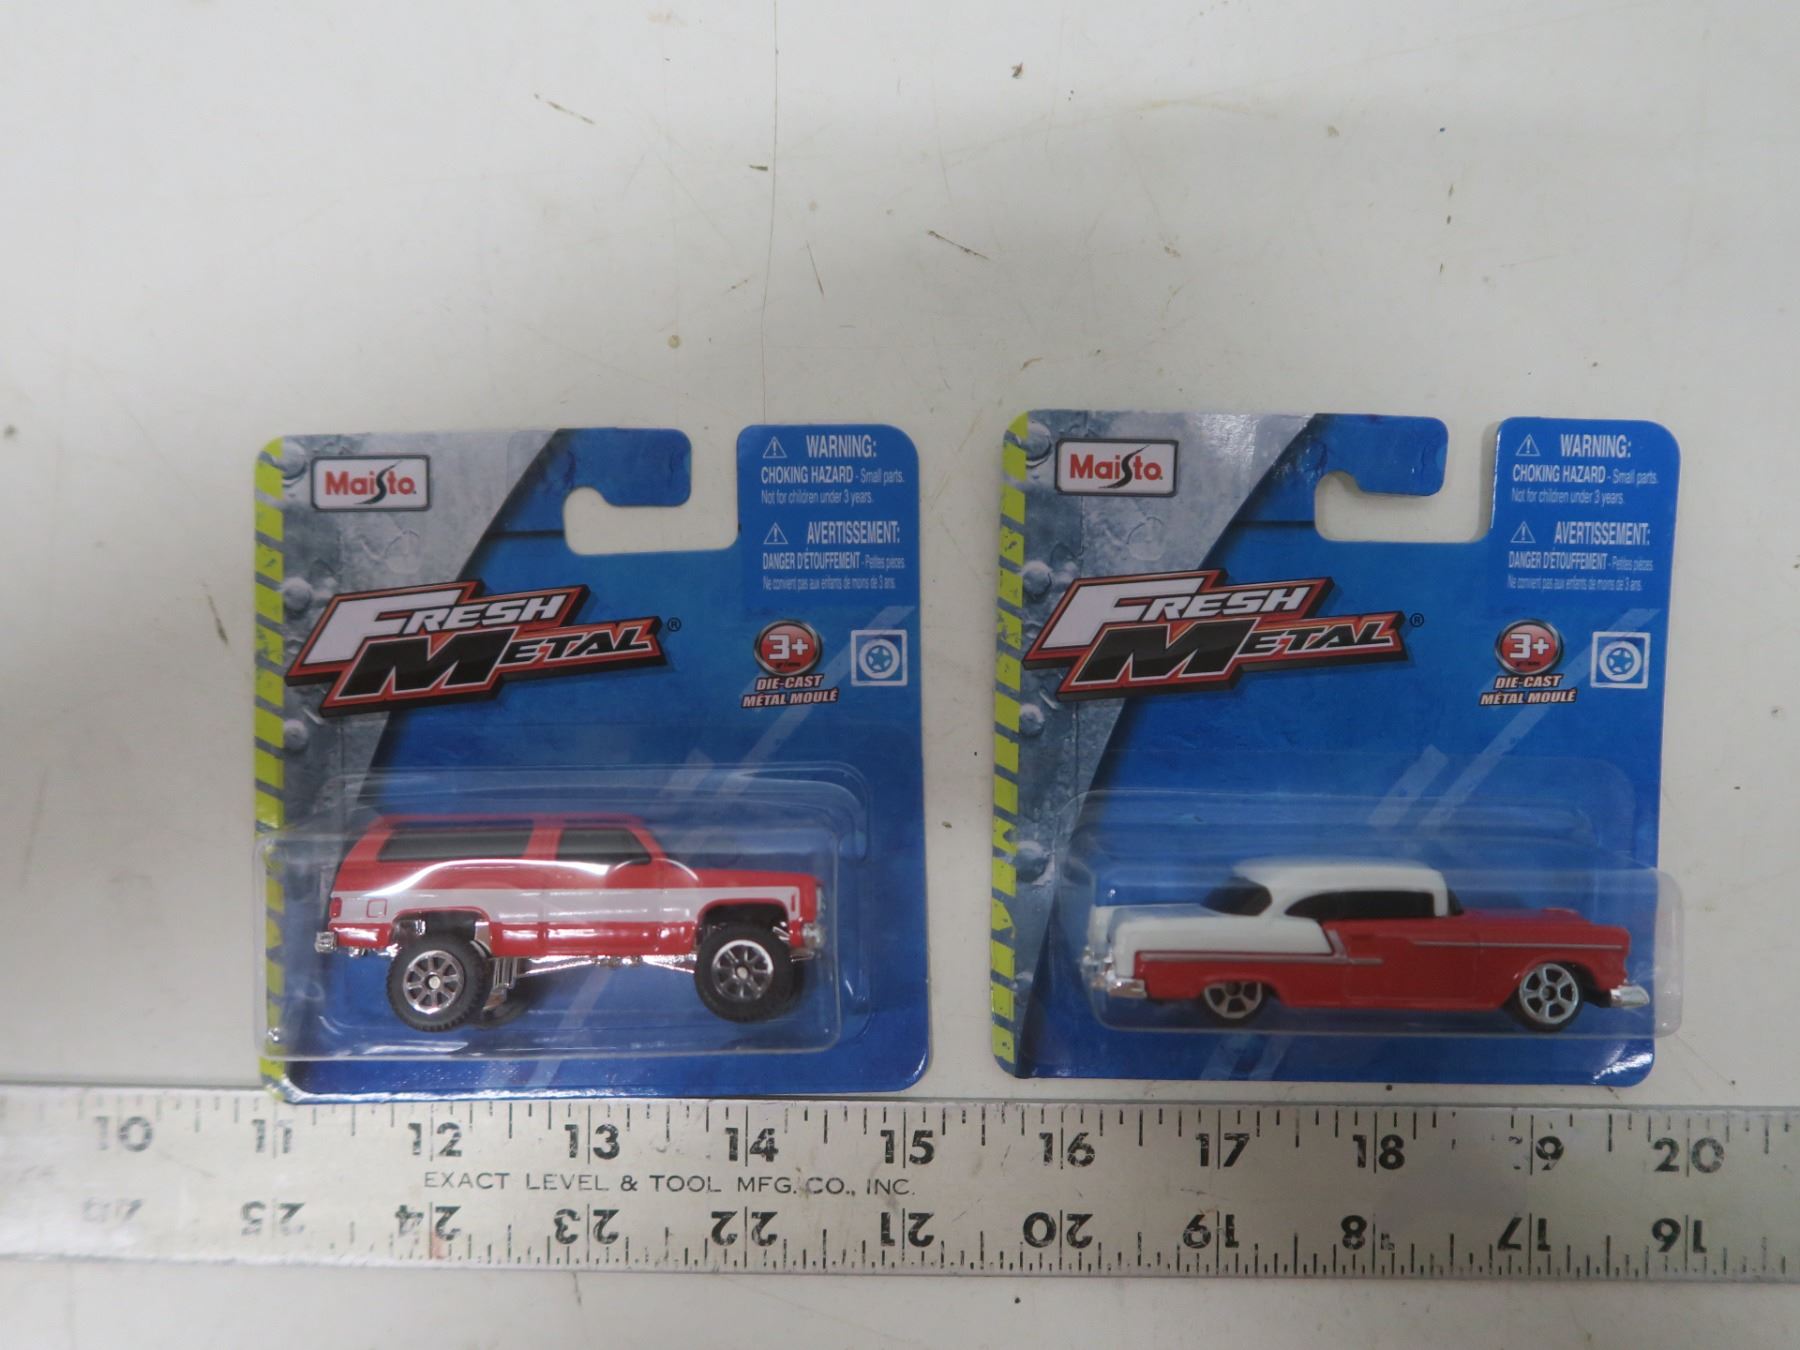 Maisto
WARNING:
CHOKING HAZARD - Small parts.
Not for children under 3 years.
AVERTISSEMENT:
DANGER D'ÉTOUFFEMENT - Petites pièces.
Ne convient pas aux enfants de moins de 3 ans.
FRESH
METAL®
3+
DIE-CAST
MÉTAL MOULÉ
Maisto
WARNING:
CHOKING HAZARD - Small parts.
Not for children under 3 years.
AVERTISSEMENT:
DANGER D'ÉTOUFFEMENT - Petites pièces.
Ne convient pas aux enfants de moins de 3 ans.
FRESH
METAL®
3+
DIE-CAST
MÉTAL MOULÉ
10 11 12 13 14 15 16 17 18 19 20
EXACT LEVEL & TOOL MFG. CO., INC.
25 24 23 22 21 20 19 18 17 16